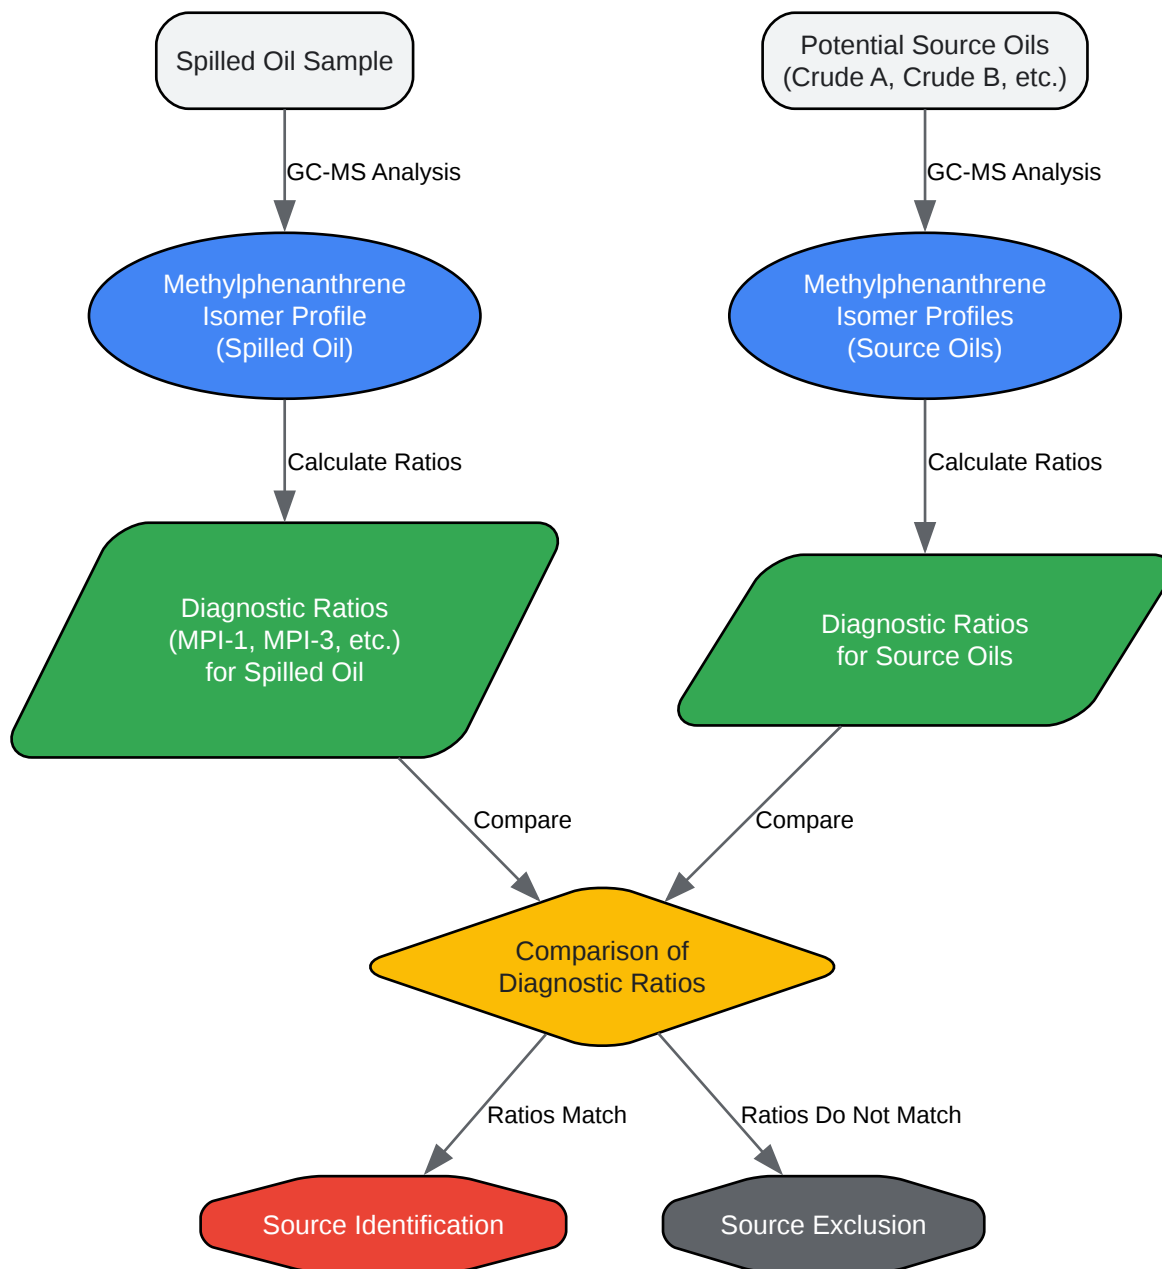 Spilled Oil Sample
Potential Source Oils
(Crude A, Crude B, etc.)
GC-MS Analysis
GC-MS Analysis
Methylphenanthrene
Isomer Profile
(Spilled Oil)
Methylphenanthrene
Isomer Profiles
(Source Oils)
Calculate Ratios
Calculate Ratios
Diagnostic Ratios
(MPI-1, MPI-3, etc.)
for Spilled Oil
Diagnostic Ratios
for Source Oils
Compare
Compare
Comparison of
Diagnostic Ratios
Ratios Match
Ratios Do Not Match
Source Identification
Source Exclusion